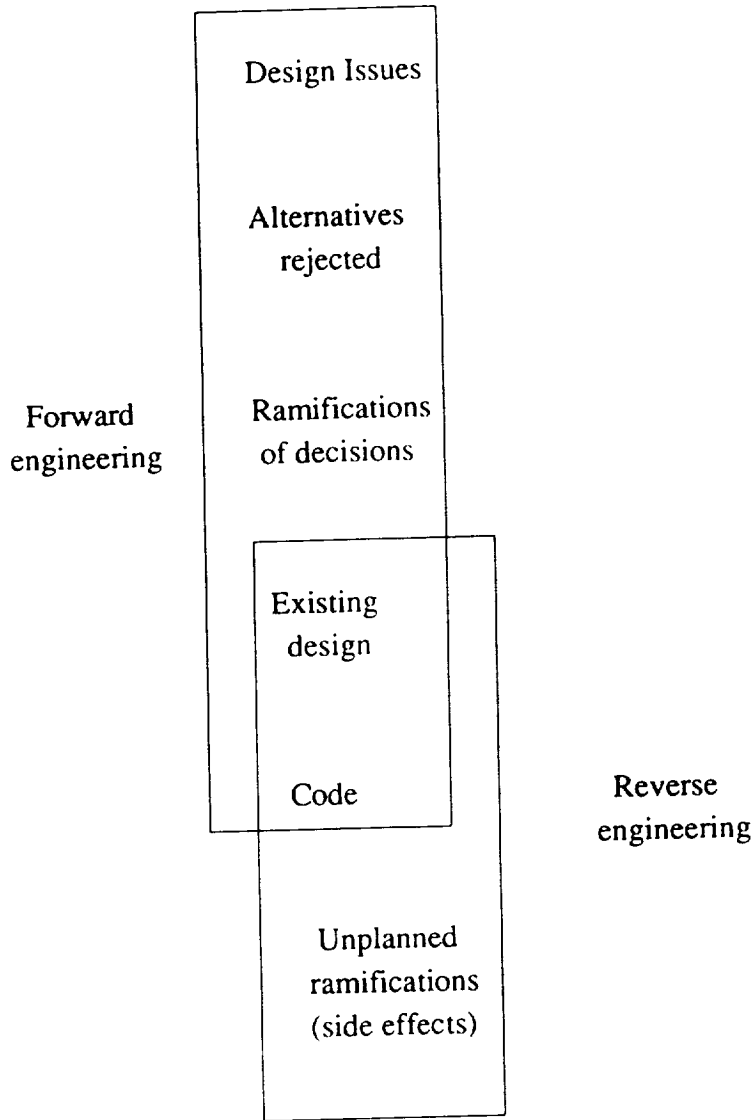 Design Issues
Alternatives
rejected
Forward
engineering
Ramifications
of decisions
Existing
design
Code
Reverse
engineering
Unplanned
ramifications
(side effects)